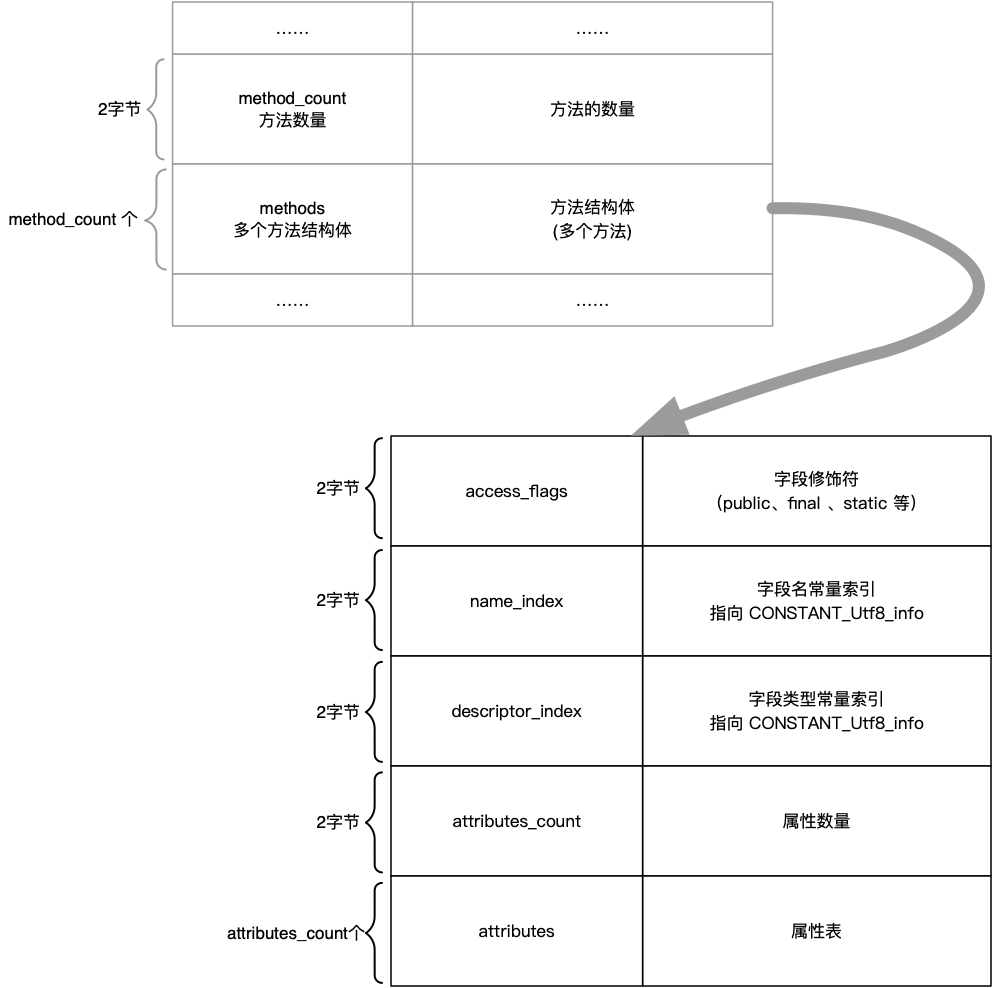 ……
……
2字节
method_count
方法数量
方法的数量
method_count 个
methods
多个方法结构体
方法结构体
(多个方法)
……
……
2字节
access_flags
字段修饰符
（public、final 、static 等）
2字节
name_index
字段名常量索引
指向 CONSTANT_Utf8_info
2字节
descriptor_index
字段类型常量索引
指向 CONSTANT_Utf8_info
2字节
attributes_count
属性数量
attributes_count个
attributes
属性表